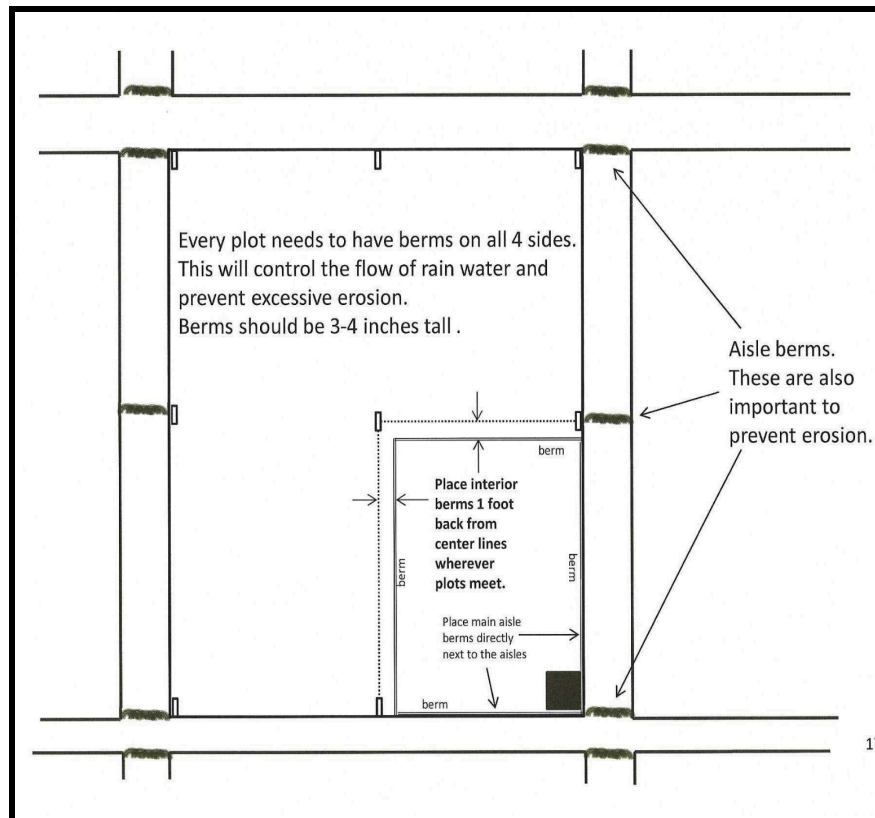 Every plot needs to have berms on all 4 sides.
This will control the flow of rain water and
prevent excessive erosion.
Berms should be 3-4 inches tall .
Aisle berms.
These are also
important to
prevent erosion.
berm
Place interior
berms 1 foot
back from
center lines
wherever
plots meet.
berm
berm
Place main aisle
berms directly
next to the aisles
berm